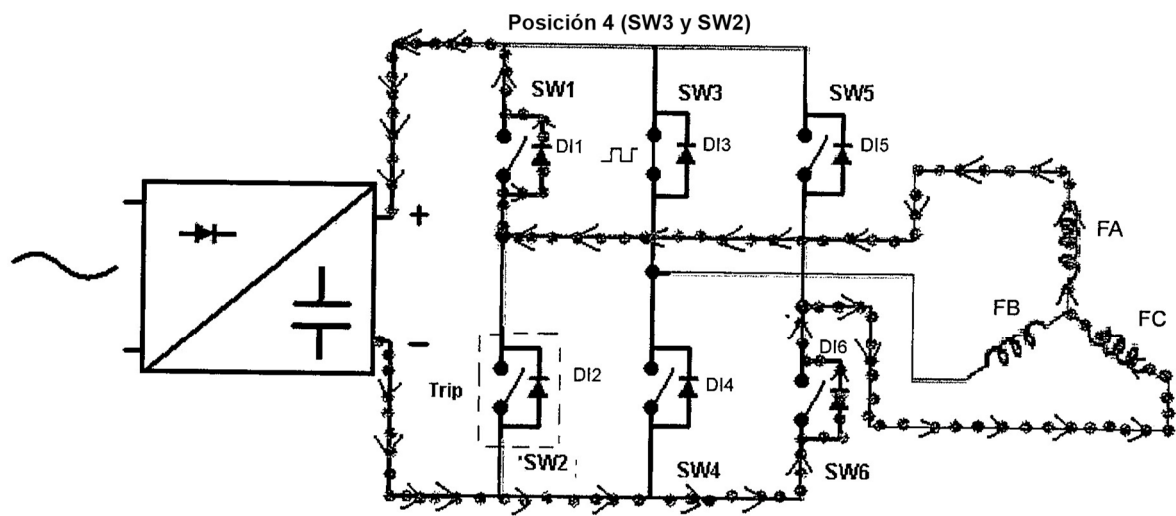 Posición 4 (SW3 y SW2)
SW1
SW3
SW5
DI1
DI3
DI5
+
FA
FB
FC
−
DI6
Trip
DI2
DI4
SW2
SW4
SW6